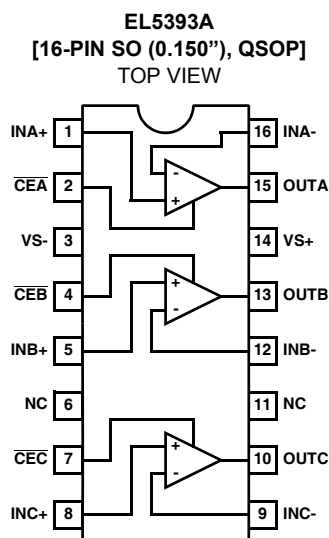 EL5393A
[16-PIN SO (0.150”), QSOP]
TOP VIEW
INA+ 1 16 INA-
CEA 2 - + 15 OUTA
VS- 3 14 VS+
CEB 4 + - 13 OUTB
INB+ 5 12 INB-
NC 6 11 NC
CEC 7 + - 10 OUTC
INC+ 8 9 INC-